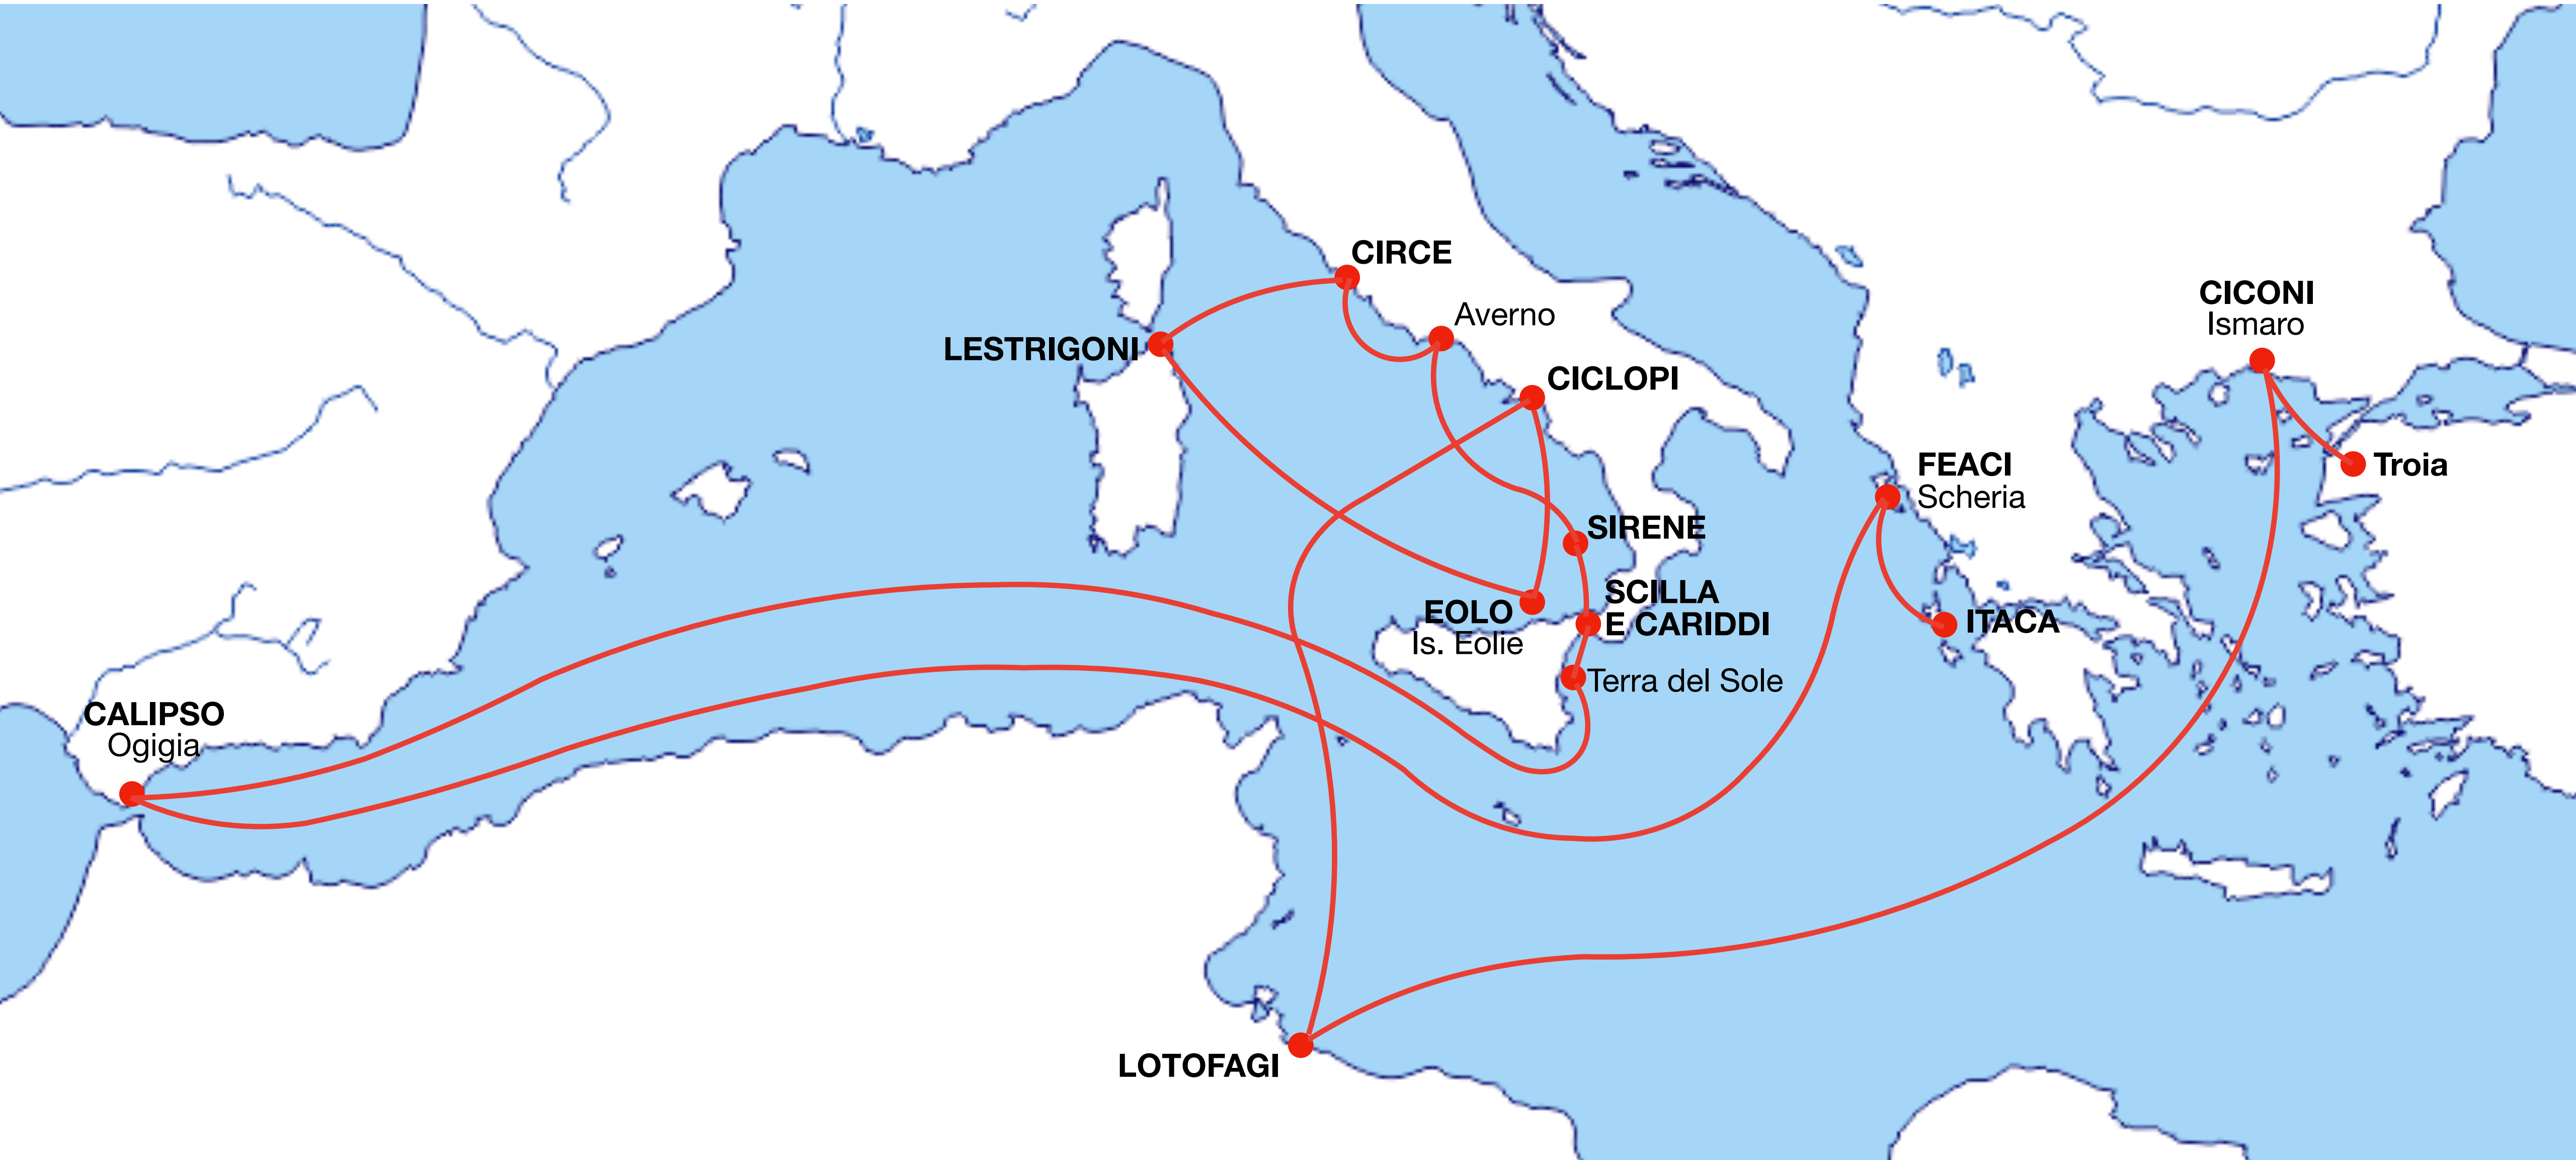 CIRCE
CICONI
Ismaro
Averno
LESTRIGONI
CICLOPI
FEACI
Scheria
Troia
SIRENE
SCILLA
E CARIDDI
EOLO
Is. Eolie
ITACA
Terra del Sole
CALIPSO
Ogigia
LOTOFAGI